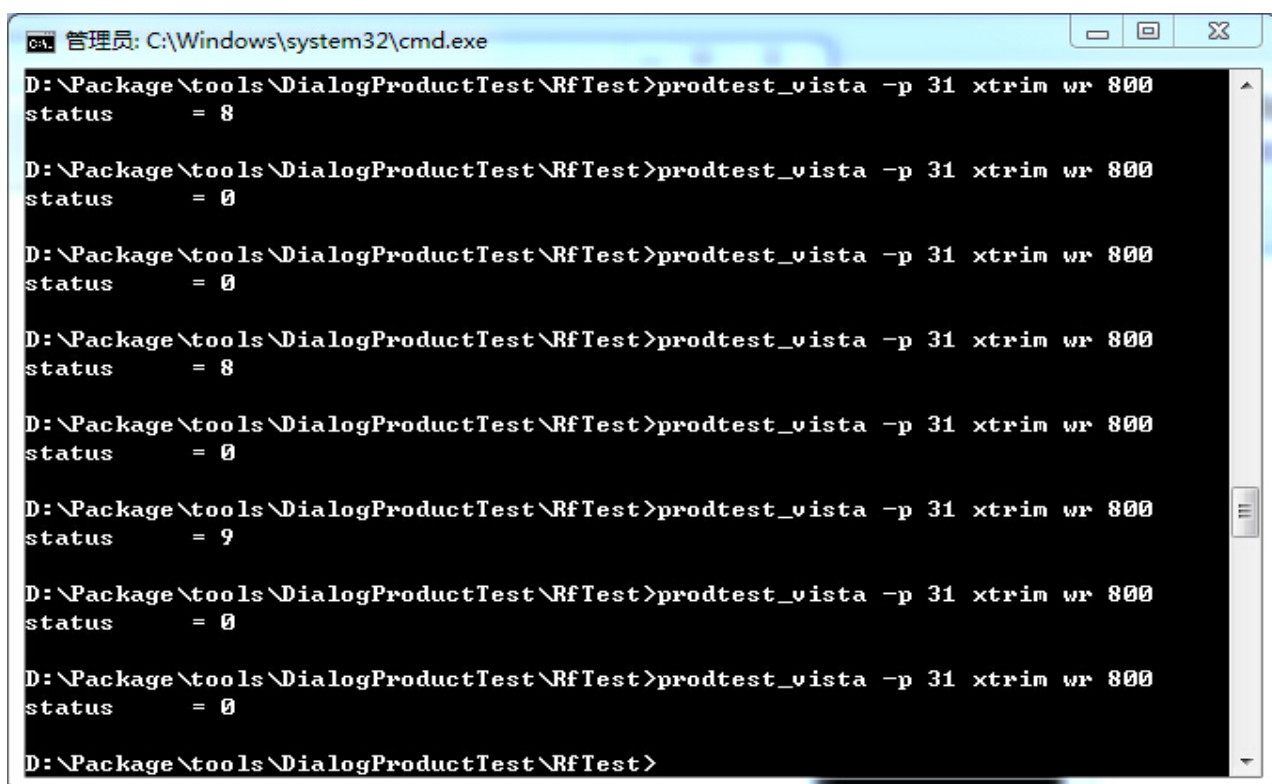 管理员: C:\Windows\system32\cmd.exe
D:\Package\tools\DialogProductTest\RfTest>prodtest_vista -p 31 xtrim wr 800
status = 8
D:\Package\tools\DialogProductTest\RfTest>prodtest_vista -p 31 xtrim wr 800
status = 0
D:\Package\tools\DialogProductTest\RfTest>prodtest_vista -p 31 xtrim wr 800
status = 0
D:\Package\tools\DialogProductTest\RfTest>prodtest_vista -p 31 xtrim wr 800
status = 8
D:\Package\tools\DialogProductTest\RfTest>prodtest_vista -p 31 xtrim wr 800
status = 0
D:\Package\tools\DialogProductTest\RfTest>prodtest_vista -p 31 xtrim wr 800
status = 9
D:\Package\tools\DialogProductTest\RfTest>prodtest_vista -p 31 xtrim wr 800
status = 0
D:\Package\tools\DialogProductTest\RfTest>prodtest_vista -p 31 xtrim wr 800
status = 0
D:\Package\tools\DialogProductTest\RfTest>